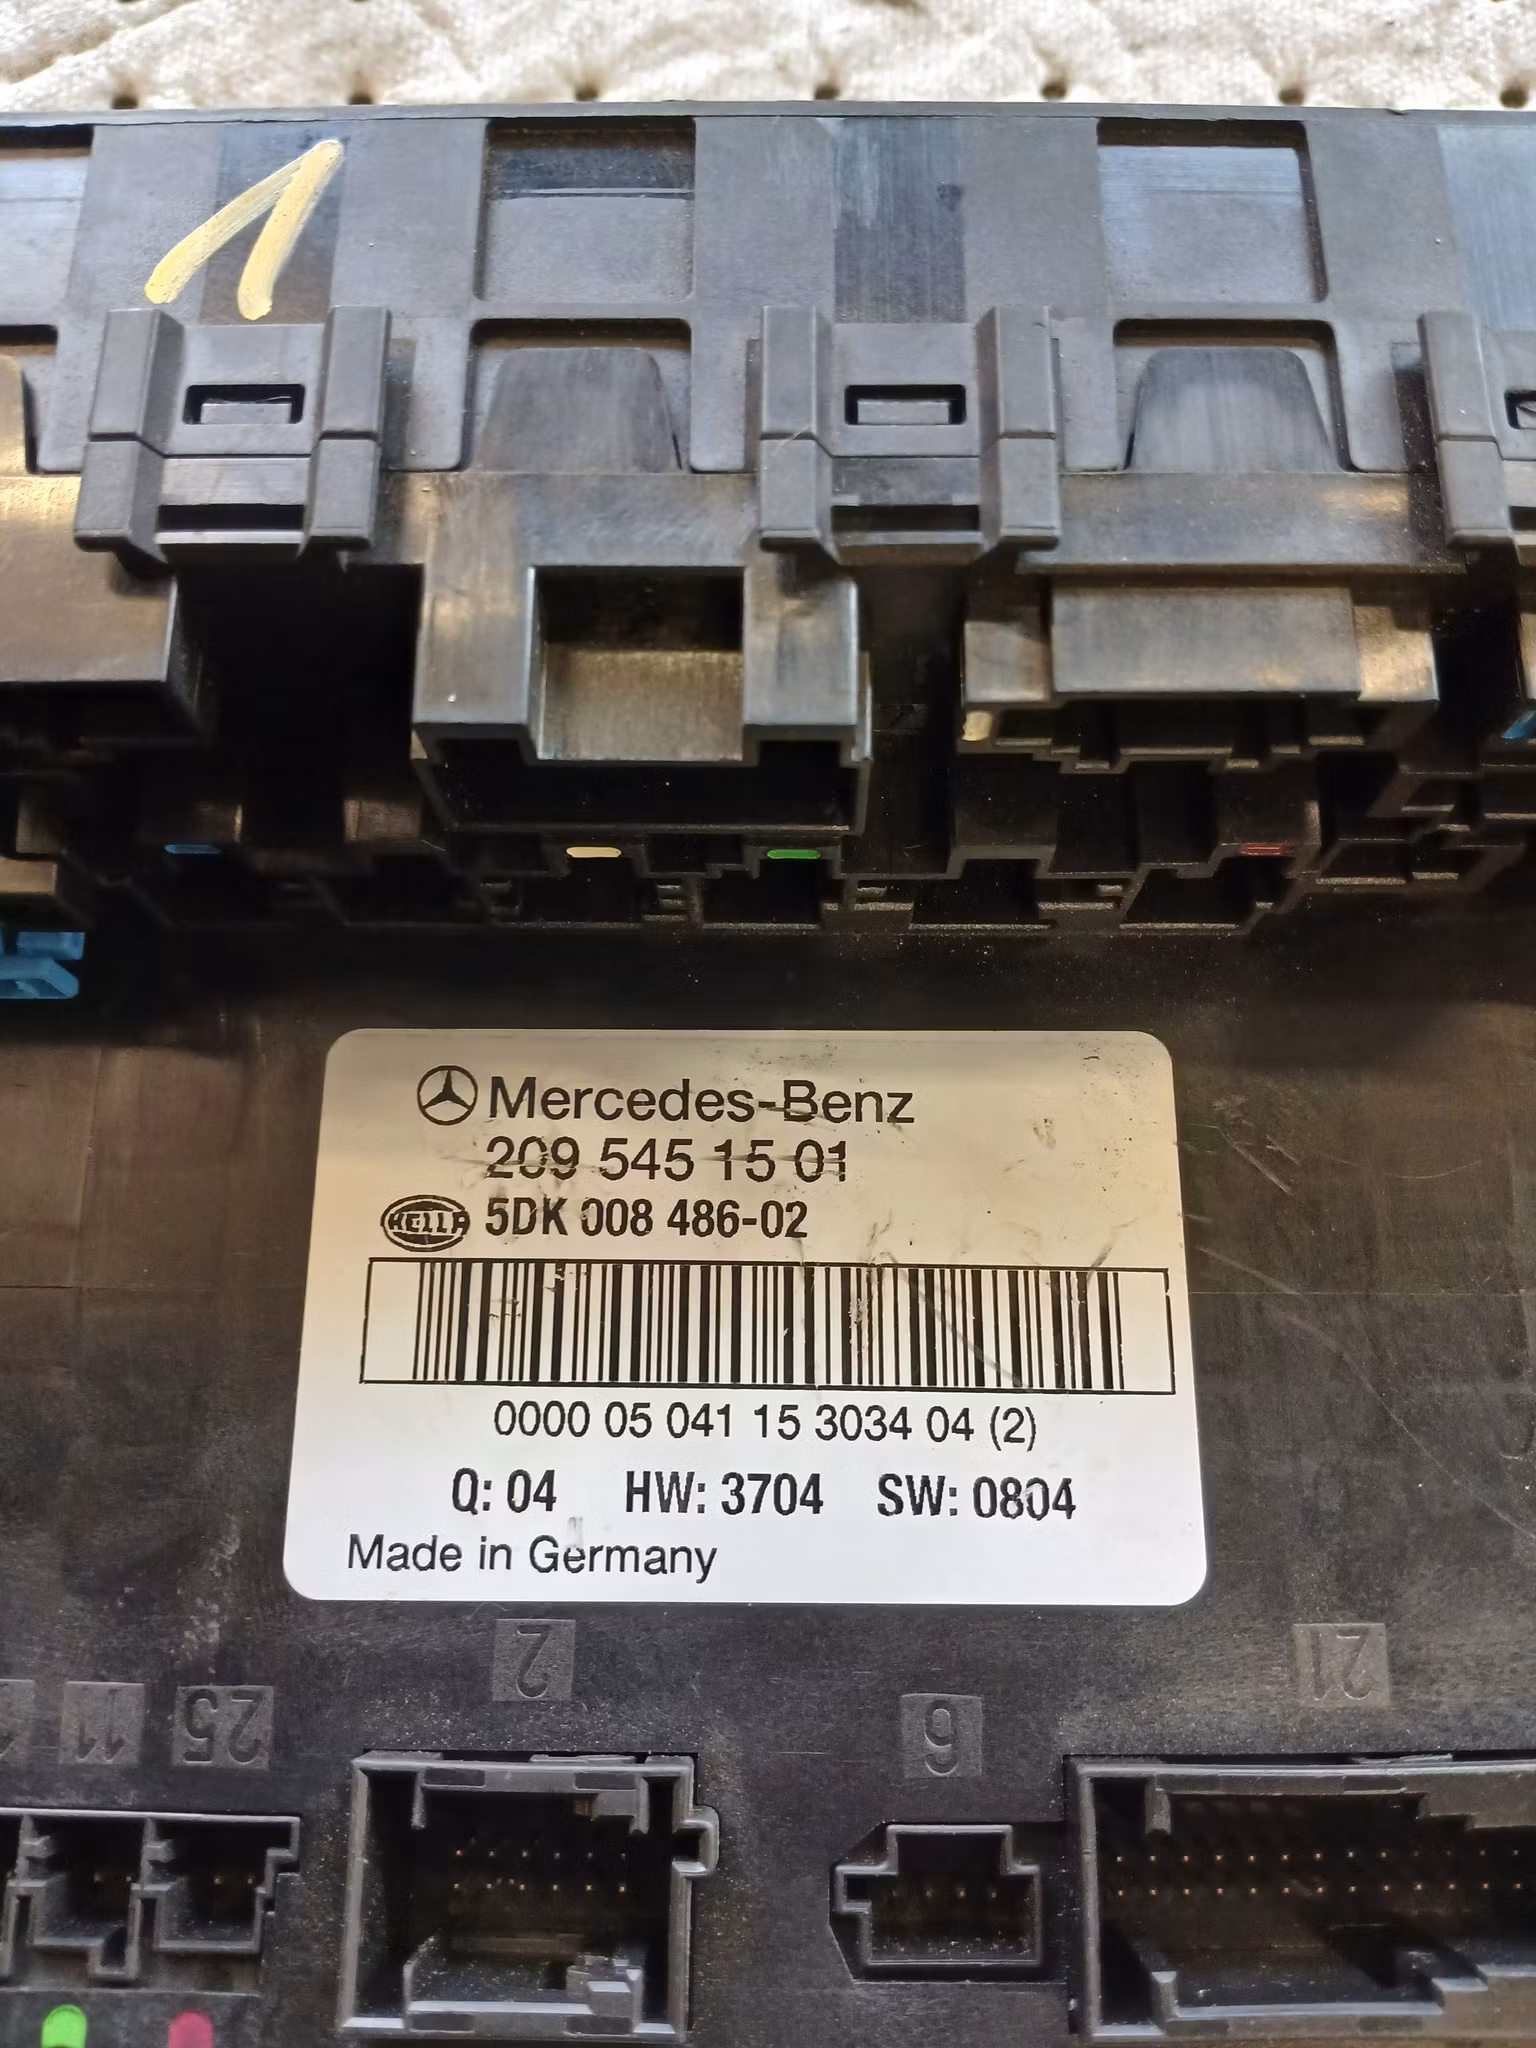 1
Mercedes-Benz
209 545 15 01
HELLA 5DK 008 486-02
0000 05 041 15 3034 04 (2)
Q: 04 HW: 3704 SW: 0804
Made in Germany
2
21
11
25
6